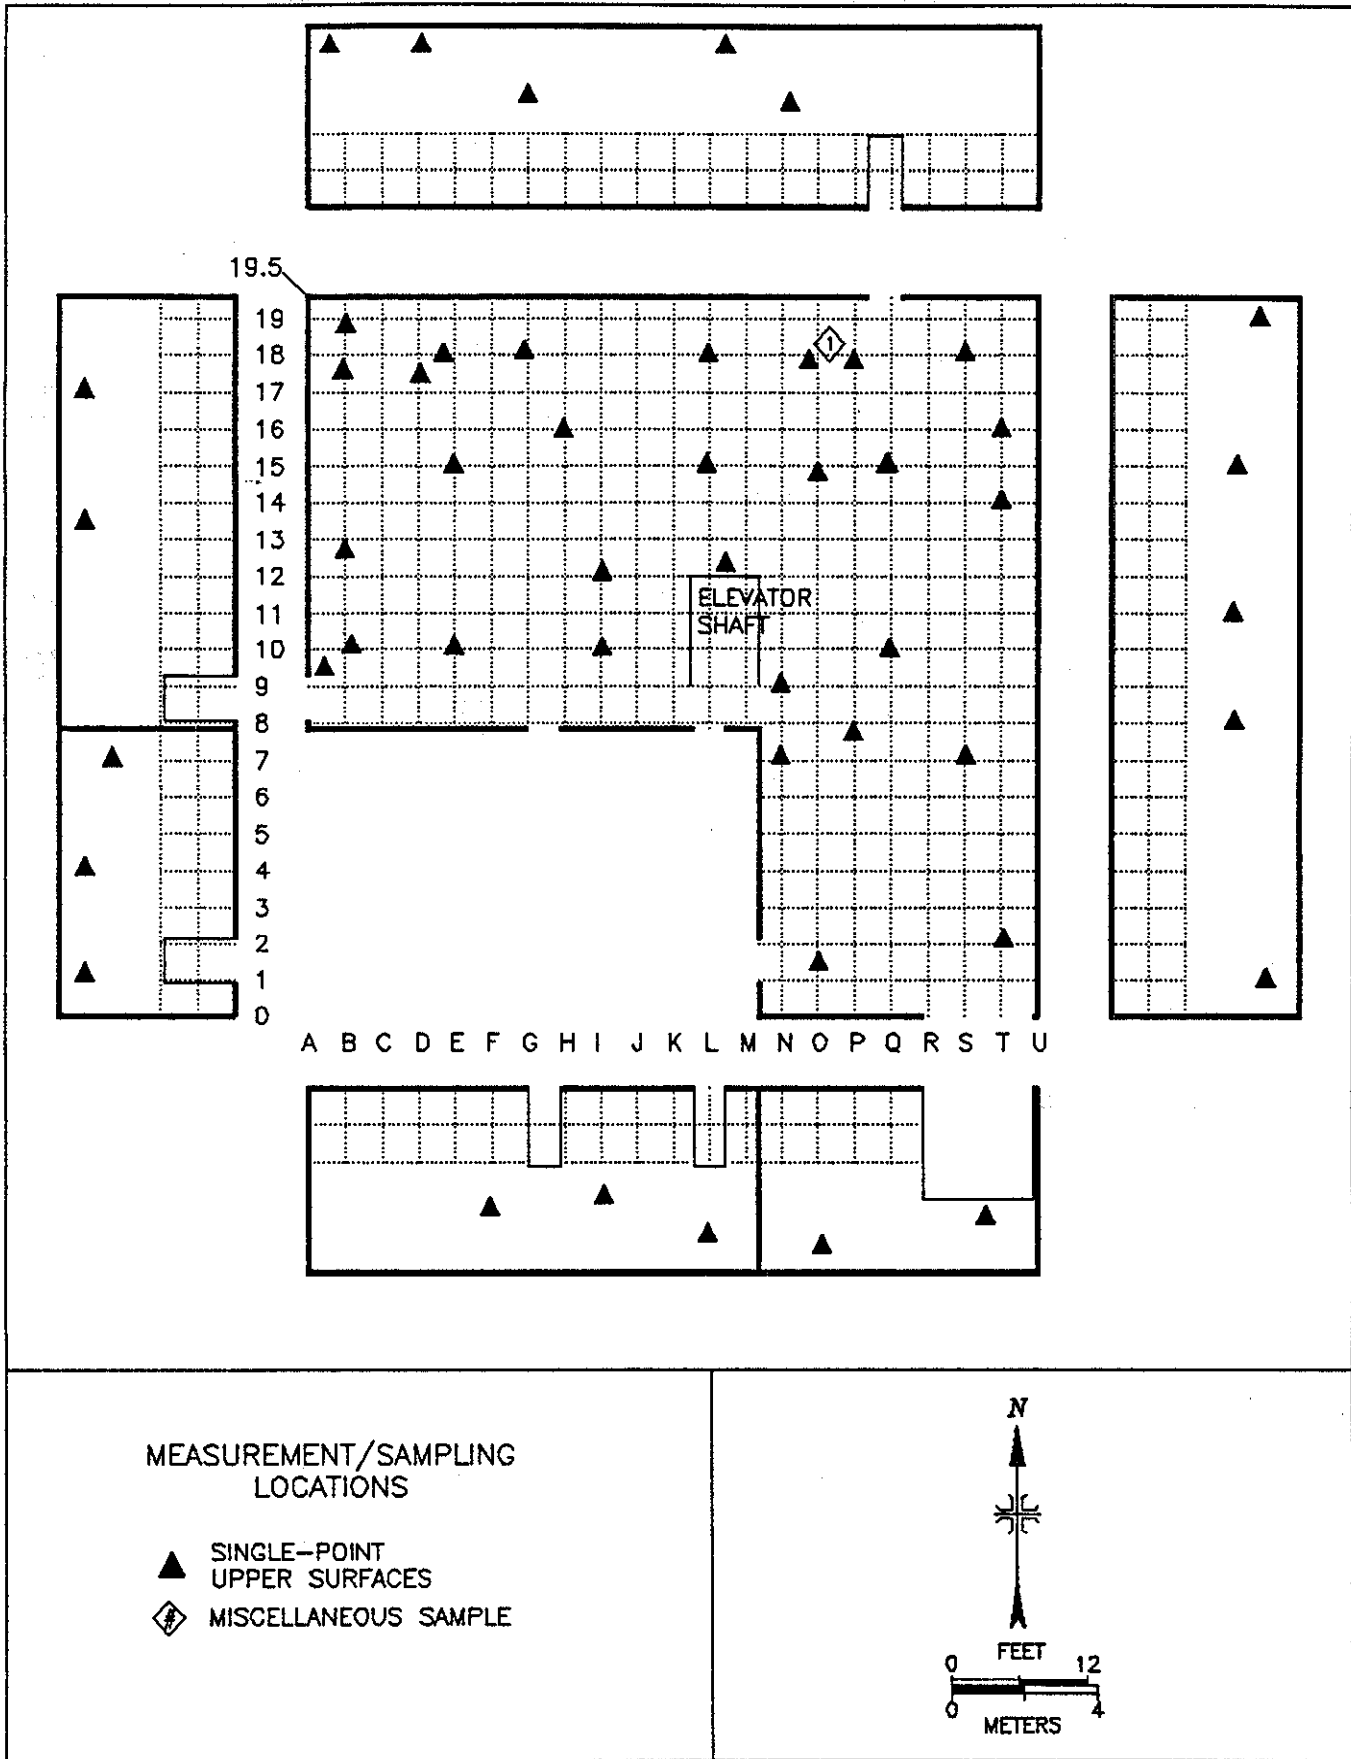 19.5
19
18
1
17
16
15
14
13
12
ELEVATOR
11
SHAFT
10
9
8
7
6
5
4
3
2
1
0
A B C D E F G H I J K L M N O P Q R S T U
MEASUREMENT/SAMPLING
LOCATIONS
SINGLE-POINT
UPPER SURFACES
# MISCELLANEOUS SAMPLE
N
FEET
0 12
0 4
METERS